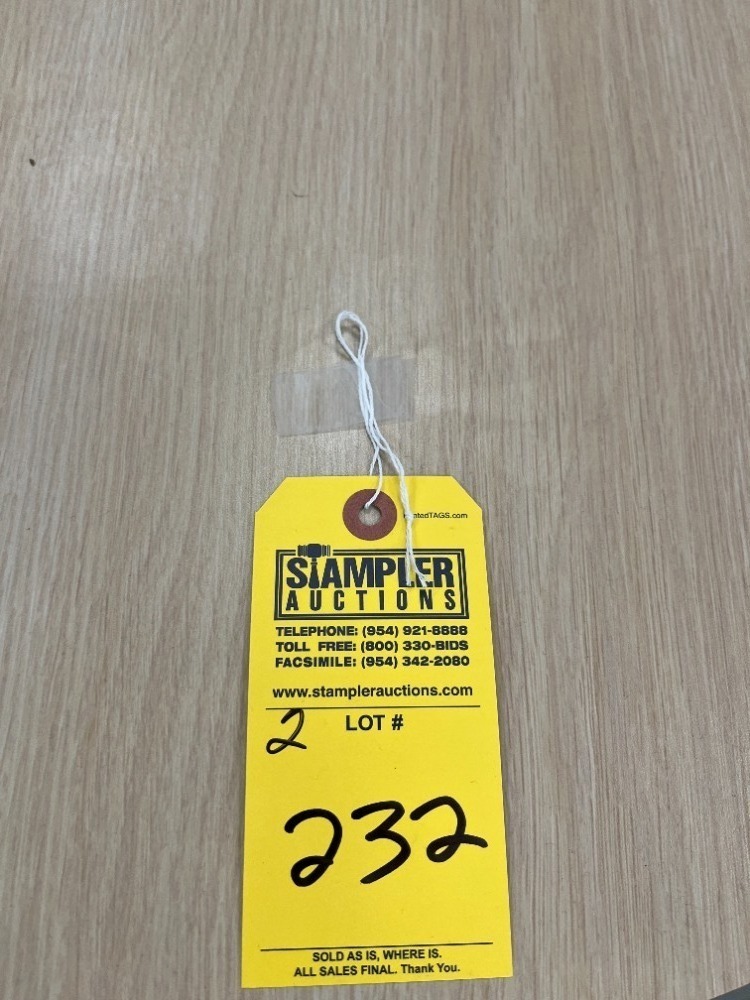 STAMPLER
AUCTIONS
TELEPHONE: (954) 921-8888
TOLL FREE: (800) 330-BIDS
FACSIMILE: (954) 342-2080
www.stamplerauctions.com
2 LOT #
232
SOLD AS IS, WHERE IS.
ALL SALES FINAL. Thank You.